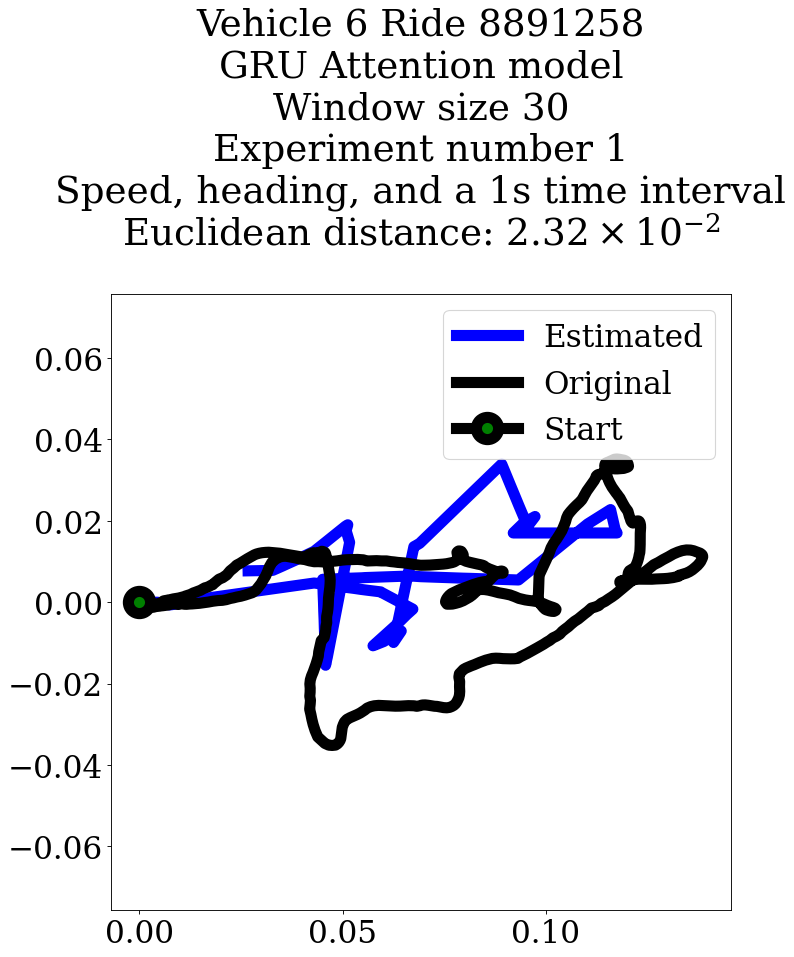 Vehicle 6 Ride 8891258
GRU Attention model
Window size 30
Experiment number 1
Speed, heading, and a 1s time interval
Euclidean distance: 2.32 × 10⁻²
Estimated
Original
Start
0.06
0.04
0.02
0.00
−0.02
−0.04
−0.06
0.00 0.05 0.10